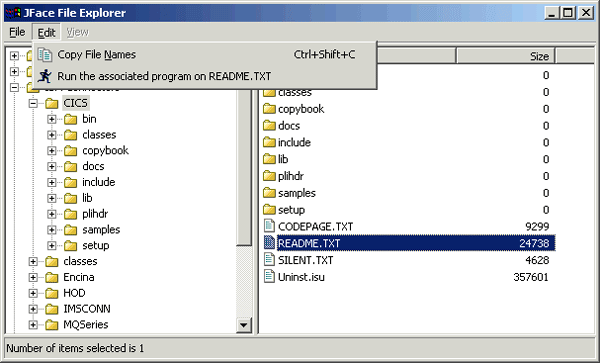 JFace File Explorer
File Edit View
Copy File Names Ctrl+Shift+C
Run the associated program on README.TXT
CICS
bin
classes
copybook
docs
include
lib
plihdr
samples
setup
classes
Encina
HOD
IMSCONN
MQSeries
Size
0
classes 0
copybook 0
docs 0
include 0
lib 0
plihdr 0
samples 0
setup 0
CODEPAGE.TXT 9299
README.TXT 24738
SILENT.TXT 4628
Uninst.isu 357601
Number of items selected is 1